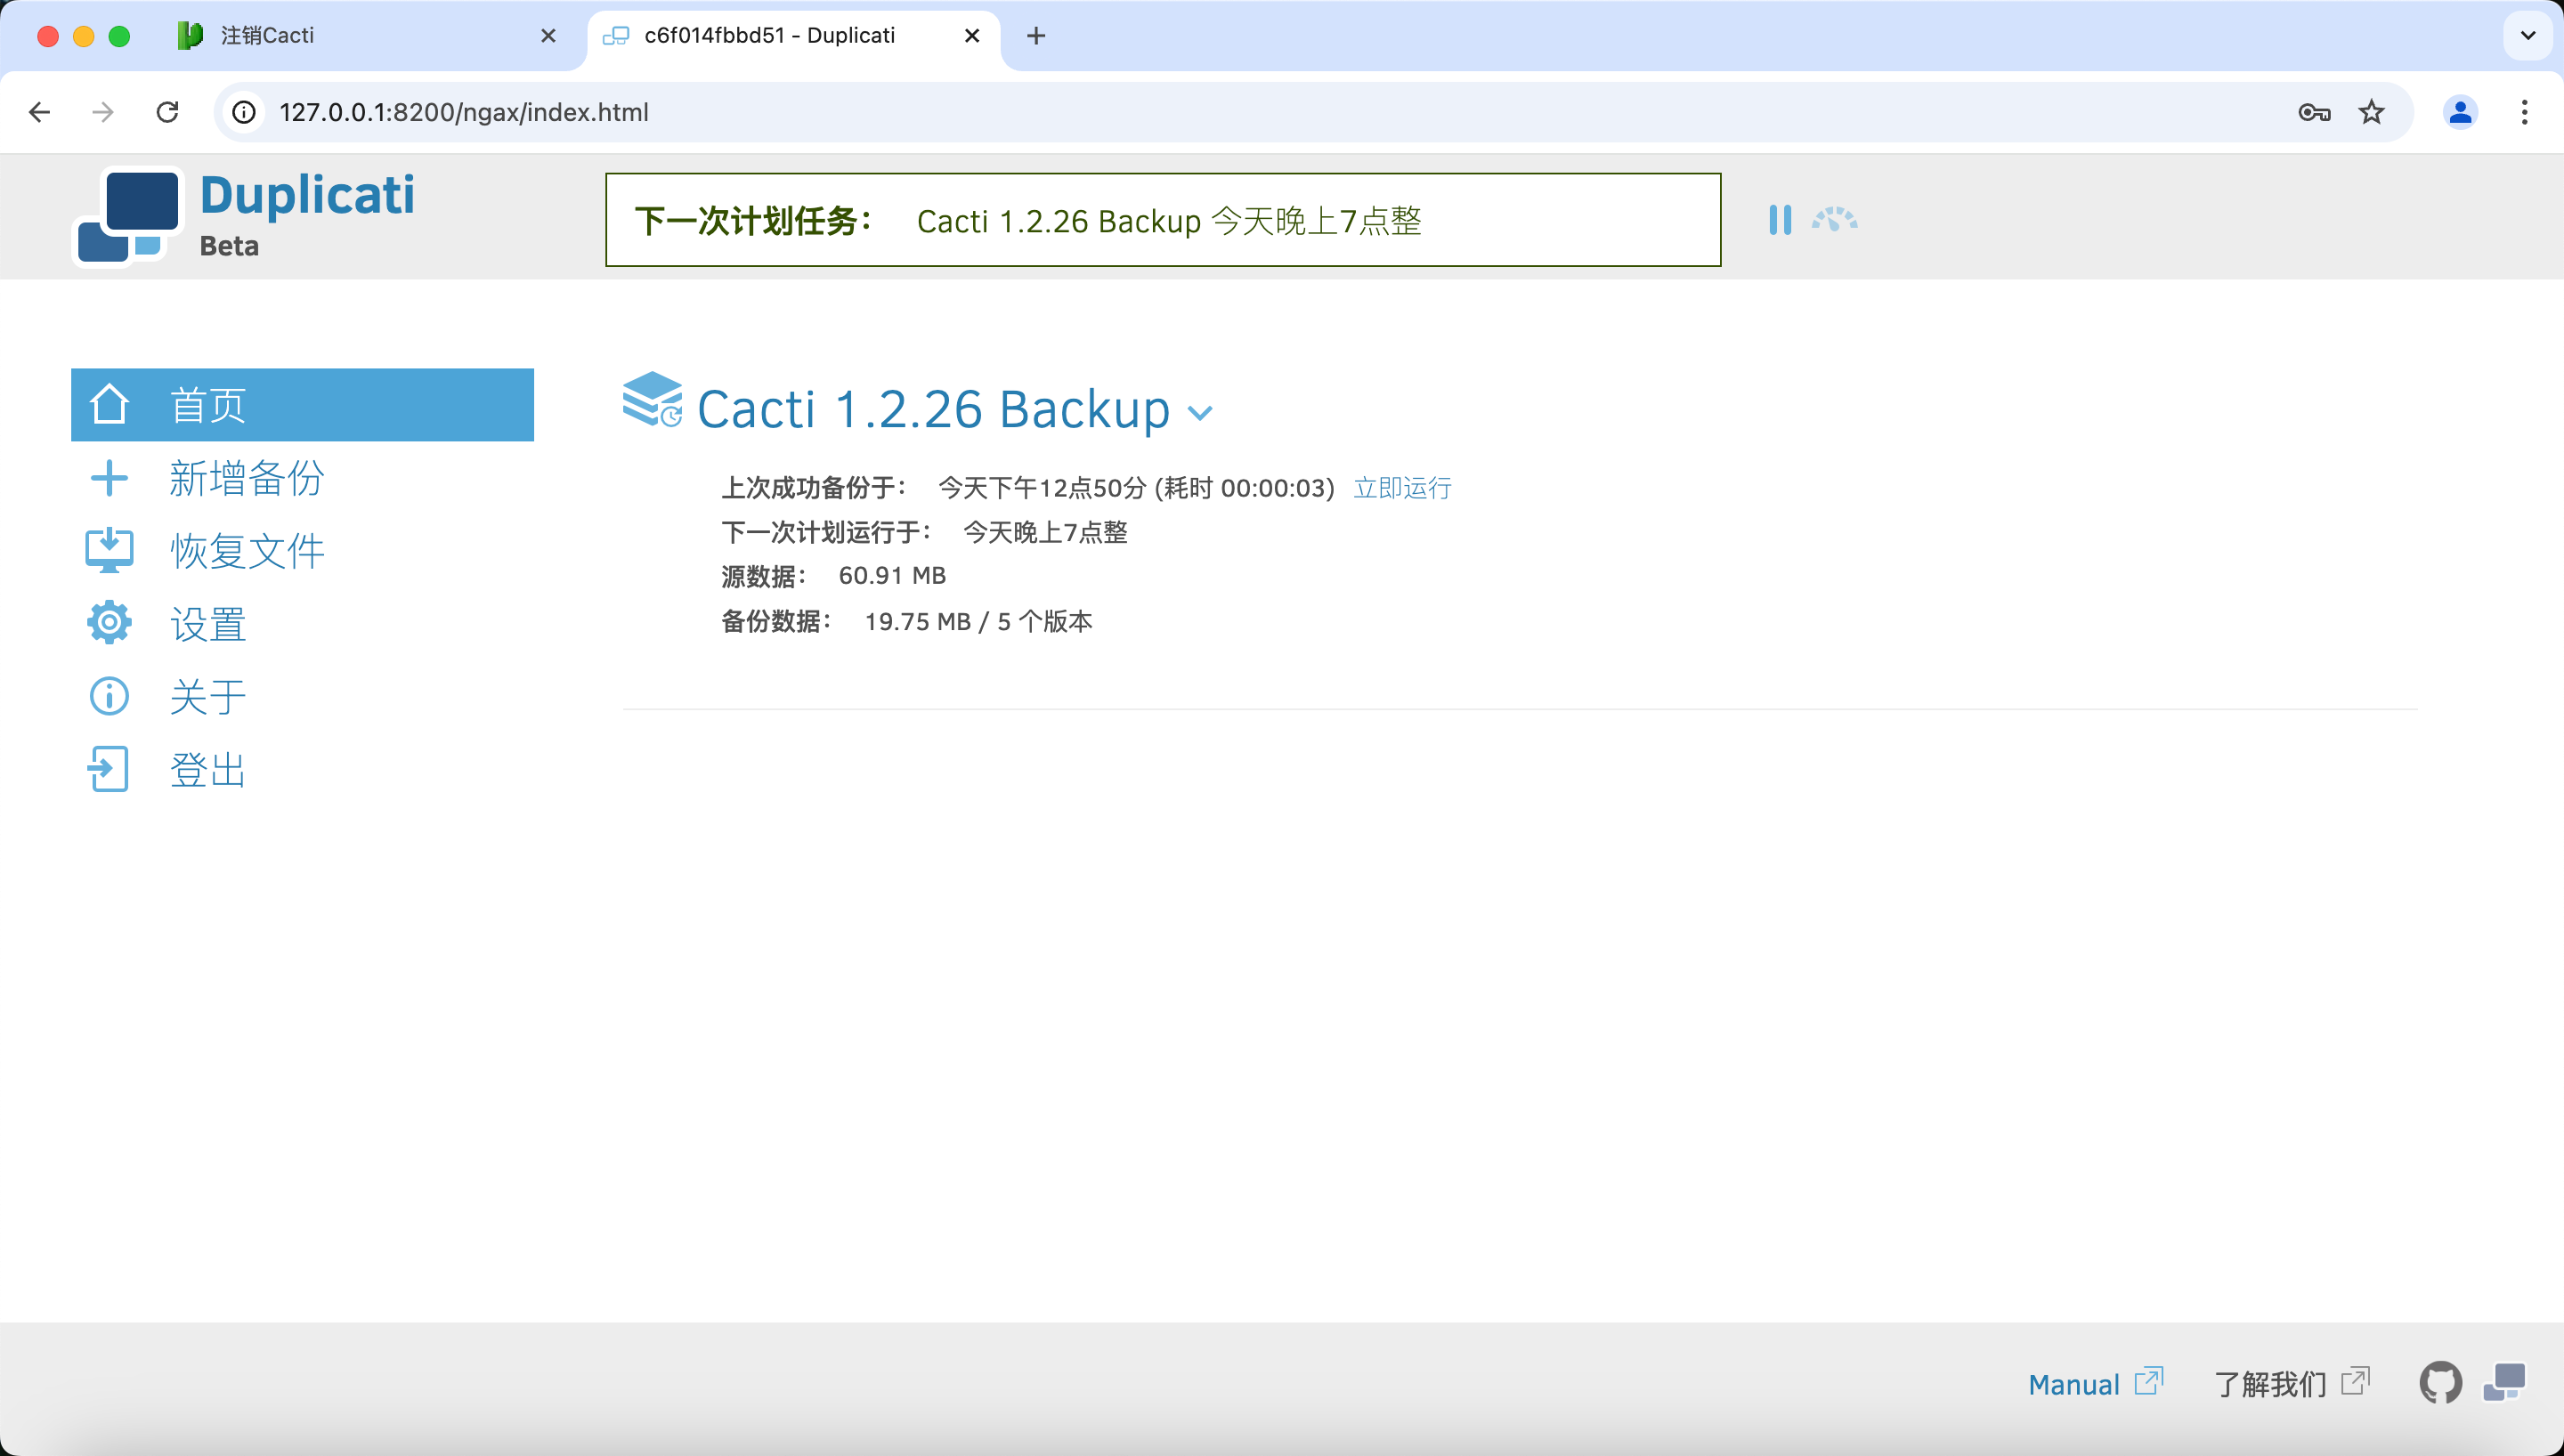 注销Cacti
c6f014fbbd51 - Duplicati
127.0.0.1:8200/ngax/index.html
Duplicati
Beta
下一次计划任务： Cacti 1.2.26 Backup 今天晚上7点整
首页
新增备份
恢复文件
设置
关于
登出
Cacti 1.2.26 Backup
上次成功备份于： 今天下午12点50分 (耗时 00:00:03) 立即运行
下一次计划运行于： 今天晚上7点整
源数据： 60.91 MB
备份数据： 19.75 MB / 5 个版本
Manual
了解我们